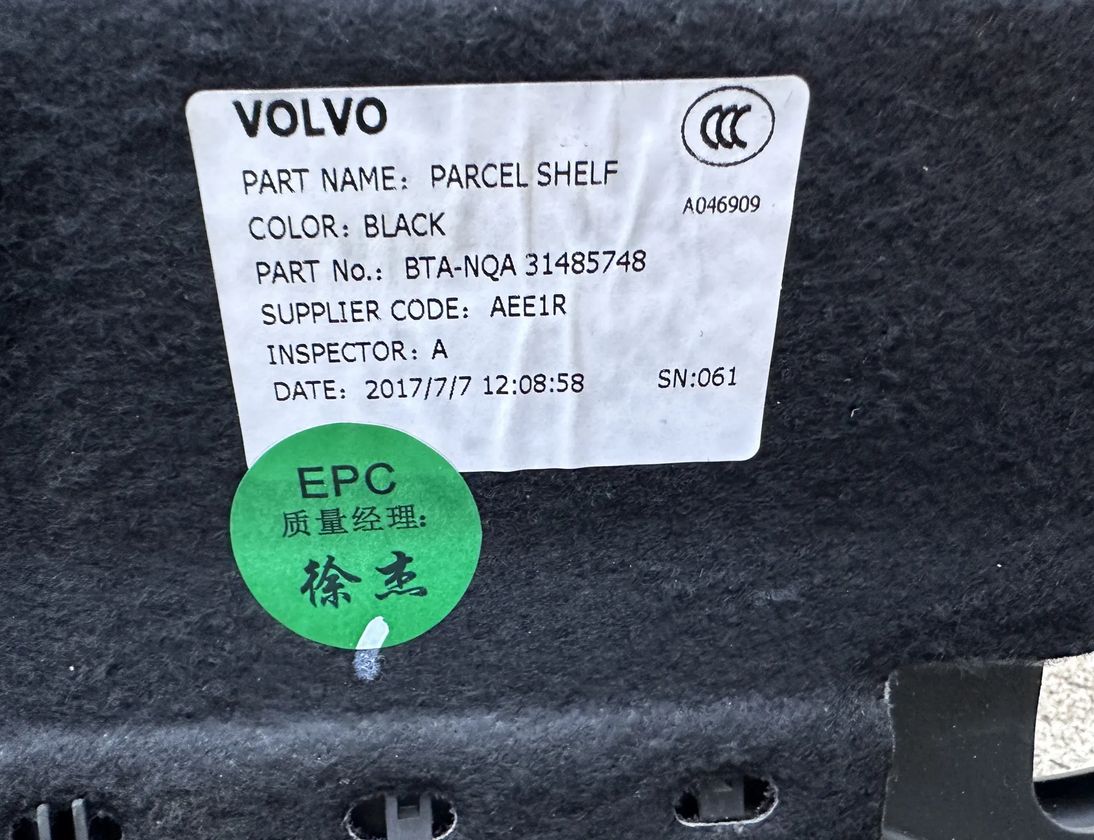 VOLVO
CCC
PART NAME: PARCEL SHELF
A046909
COLOR: BLACK
PART No.: BTA-NQA 31485748
SUPPLIER CODE: AEE1R
INSPECTOR: A
DATE: 2017/7/7 12:08:58 SN:061
EPC
质量经理:
徐杰